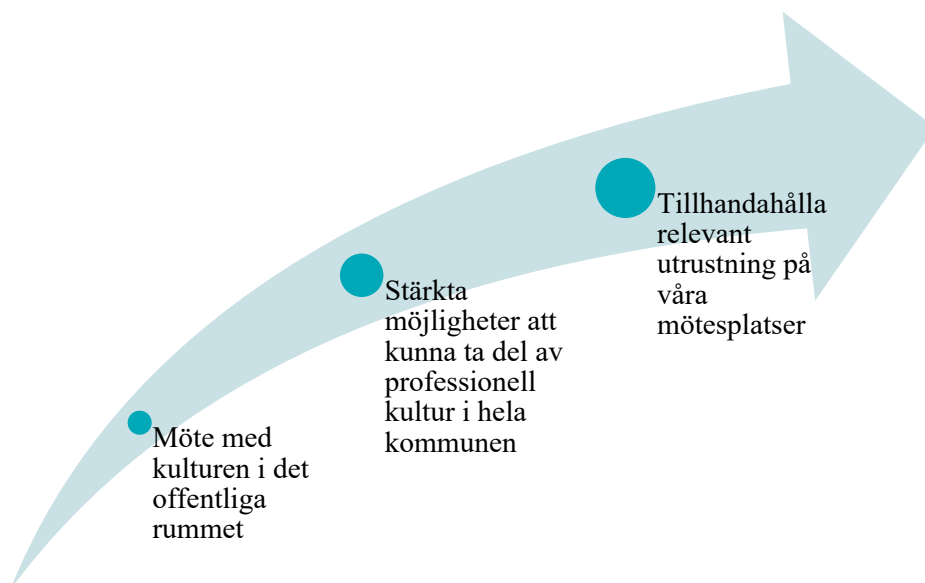 Möte med
kulturen i det
offentliga
rummet
Stärkta
möjligheter att
kunna ta del av
professionell
kultur i hela
kommunen
Tillhandahålla
relevant
utrustning på
våra
mötesplatser